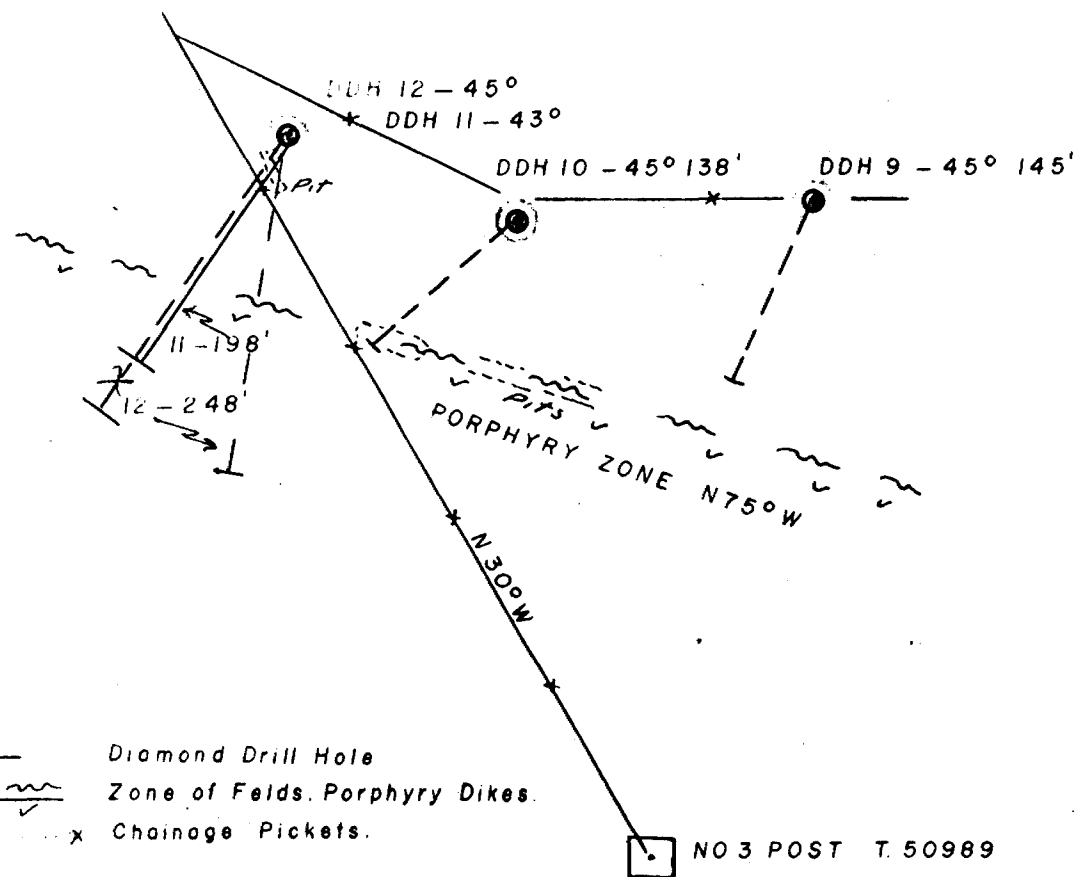 DDH 12 – 45°
DDH 11 – 43°
DDH 10 – 45° 138'
DDH 9 – 45° 145'
pit
11 – 198'
12 – 248'
pits
PORPHYRY ZONE N75°W
N30°W
Diamond Drill Hole
Zone of Felds. Porphyry Dikes.
x Chainage Pickets.
NO 3 POST T. 50989